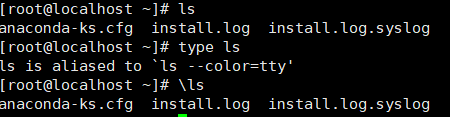 [root@localhost ~]# ls
anaconda-ks.cfg  install.log  install.log.syslog
[root@localhost ~]# type ls
ls is aliased to `ls --color=tty'
[root@localhost ~]# \ls
anaconda-ks.cfg  install.log  install.log.syslog